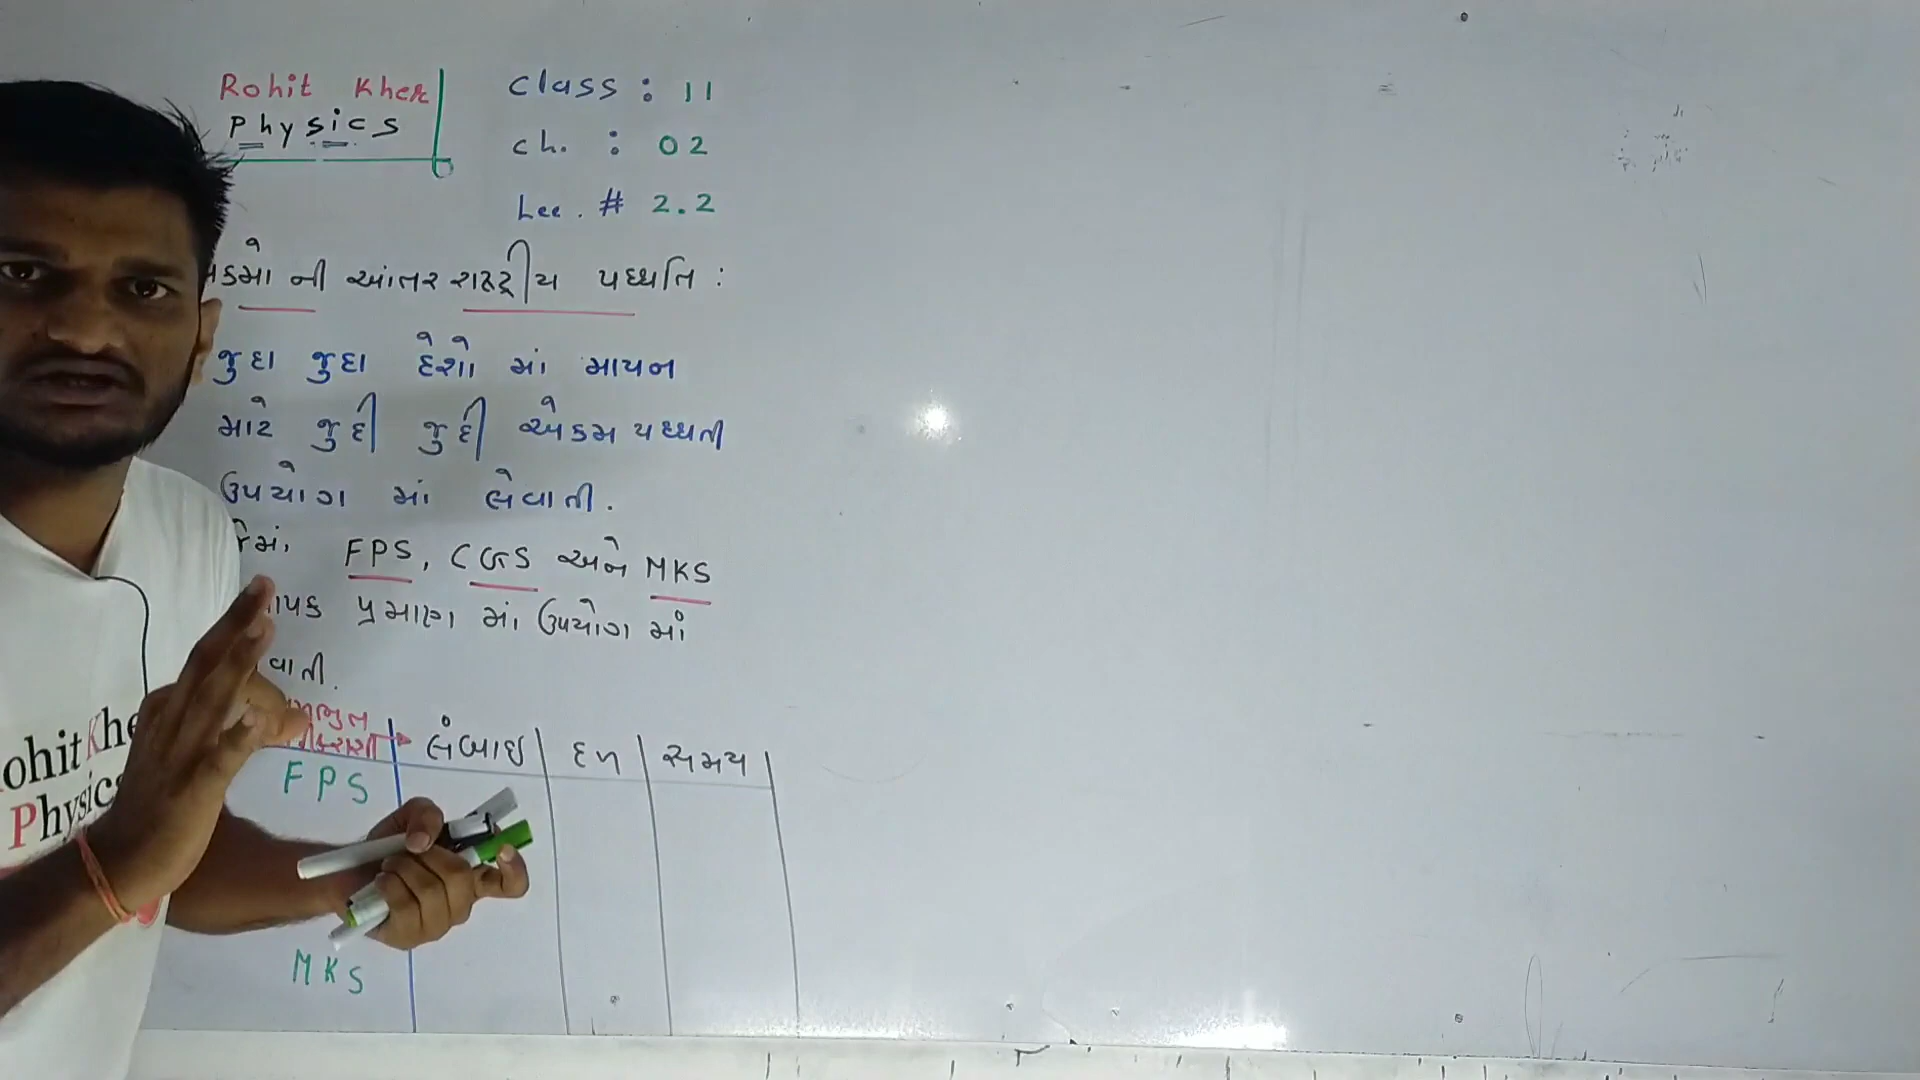 Rohit Kher
Physics
Class : 11
ch. : 02
Lec. # 2.2
ની આંતરરાષ્ટ્રીય પધ્ધતિ :
જુદા જુદા દેશો માં માપન
માટે જુદી જુદી એકમ પધ્ધતી
ઉપયોગ માં લેવાતી.
જેમાં, FPS, CGS અને MKS
પ્રમાણ માં ઉપયોગ માં
લંબાઇ દળ સમય
FPS
MKS
Physics